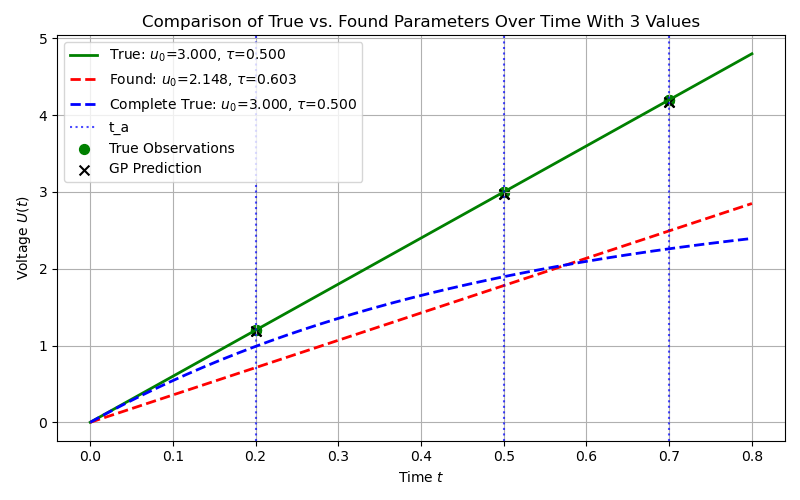 Comparison of True vs. Found Parameters Over Time With 3 Values
True: u₀=3.000, τ=0.500
Found: u₀=2.148, τ=0.603
Complete True: u₀=3.000, τ=0.500
t_a
True Observations
GP Prediction
Voltage U(t)
5
4
3
2
1
0
0.0 0.1 0.2 0.3 0.4 0.5 0.6 0.7 0.8
Time t